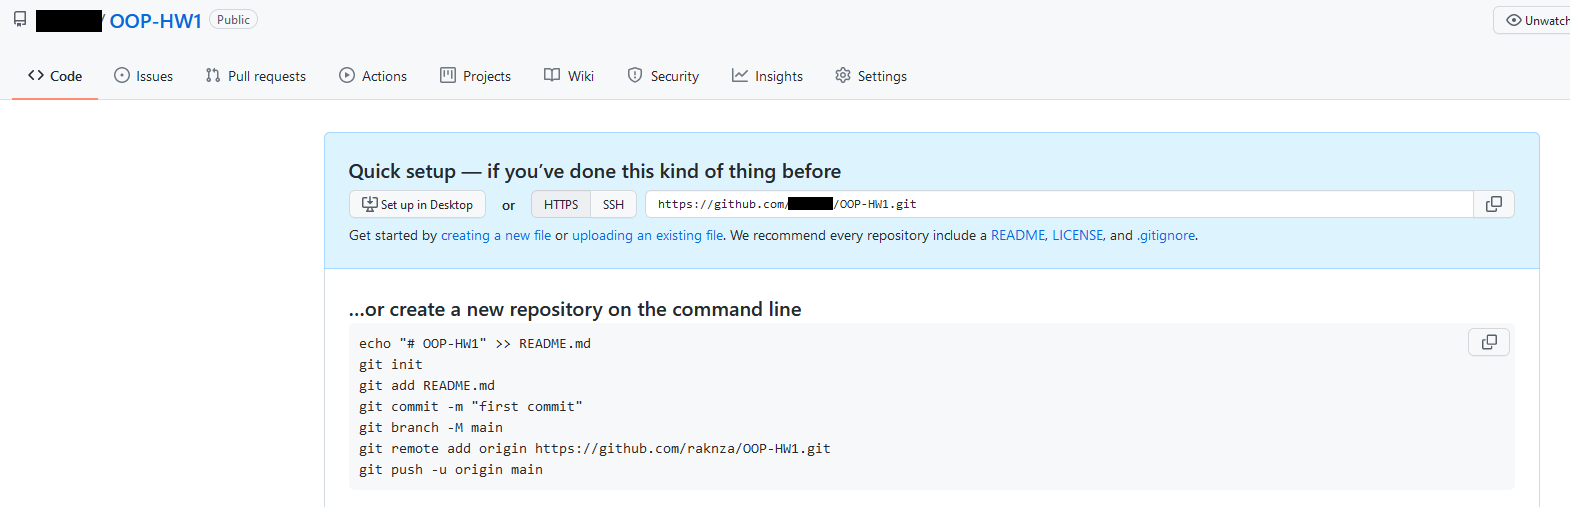 / OOP-HW1 Public
Unwatch
Code Issues Pull requests Actions Projects Wiki Security Insights Settings
Quick setup — if you’ve done this kind of thing before
Set up in Desktop or HTTPS SSH https://github.com/ /OOP-HW1.git
Get started by creating a new file or uploading an existing file. We recommend every repository include a README, LICENSE, and .gitignore.
…or create a new repository on the command line
echo "# OOP-HW1" >> README.md
git init
git add README.md
git commit -m "first commit"
git branch -M main
git remote add origin https://github.com/raknza/OOP-HW1.git
git push -u origin main